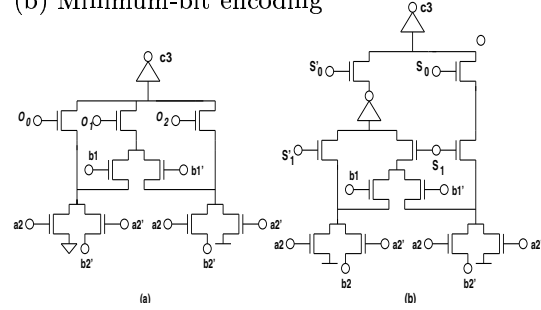 (b) Minimum-bit encoding
c3
c3
S'0
S0
O0
O1
O2
b1
b1'
S'1
S1
b1
b1'
a2
a2'
a2
a2'
a2
a2'
a2
a2
b2'
b2'
b2
b2'
(a)
(b)